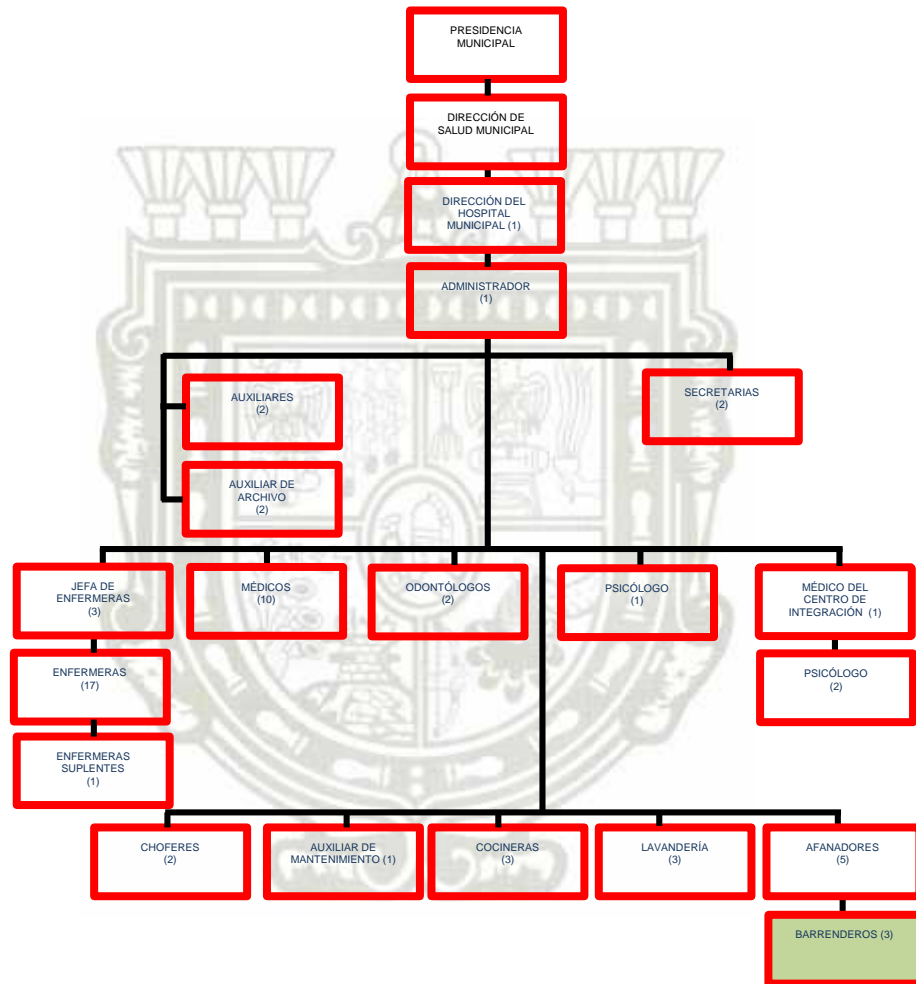 PRESIDENCIA
MUNICIPAL
DIRECCIÓN DE
SALUD MUNICIPAL
DIRECCIÓN DEL
HOSPITAL
MUNICIPAL (1)
ADMINISTRADOR
(1)
AUXILIARES
(2)
SECRETARIAS
(2)
AUXILIAR DE
ARCHIVO
(2)
JEFA DE
ENFERMERAS
(3)
MÉDICOS
(10)
ODONTÓLOGOS
(2)
PSICÓLOGO
(1)
MÉDICO DEL
CENTRO DE
INTEGRACIÓN (1)
ENFERMERAS
(17)
PSICÓLOGO
(2)
ENFERMERAS
SUPLENTES
(1)
CHOFERES
(2)
AUXILIAR DE
MANTENIMIENTO (1)
COCINERAS
(3)
LAVANDERÍA
(3)
AFANADORES
(5)
BARRENDEROS (3)